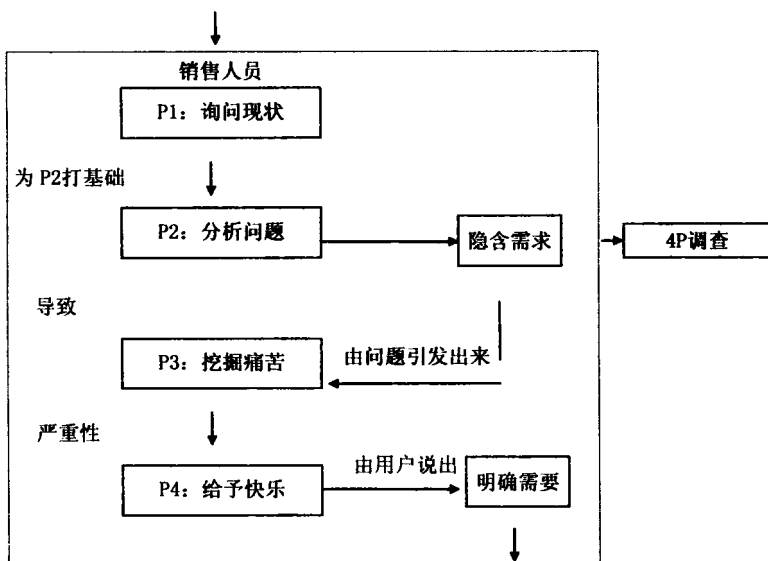 销售人员
P1：询问现状
为 P2打基础
P2：分析问题
隐含需求
4P调查
导致
P3：挖掘痛苦
由问题引发出来
严重性
P4：给予快乐
由用户说出
明确需要